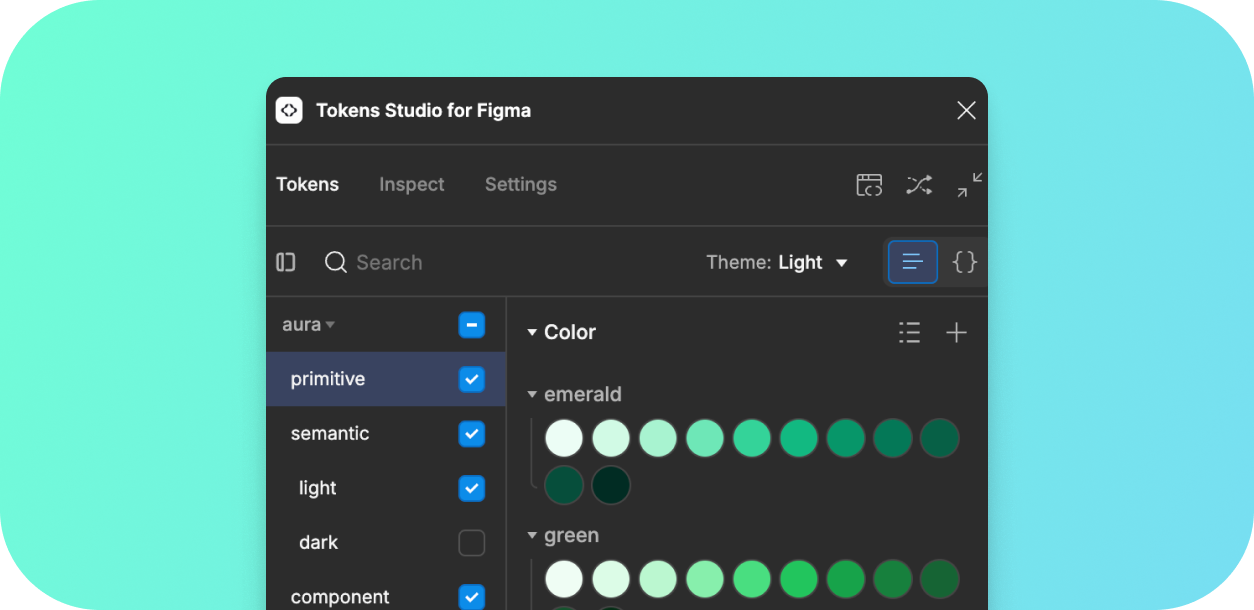 Tokens Studio for Figma
Tokens Inspect Settings
Search Theme: Light { }
aura
Color
primitive
emerald
semantic
light
dark
green
component